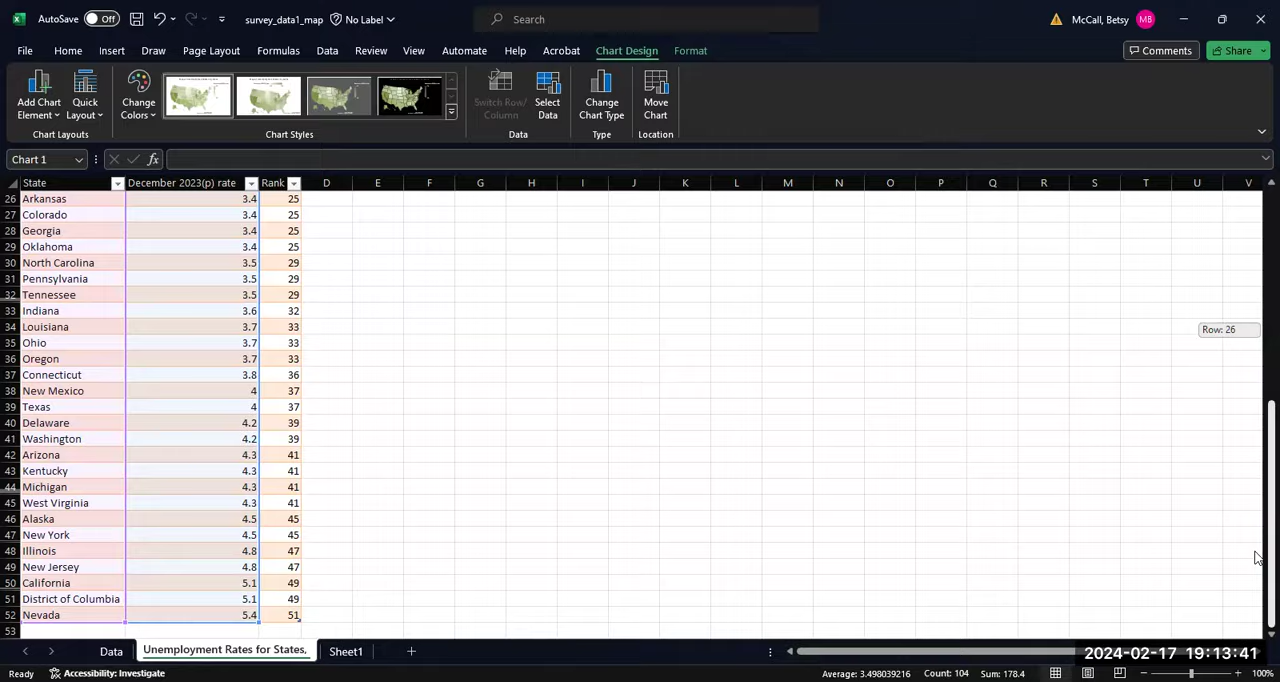 AutoSave Off survey_data1_map No Label Search McCall, Betsy MB
File Home Insert Draw Page Layout Formulas Data Review View Automate Help Acrobat Chart Design Format Comments Share
Add Chart Element
Quick Layout
Change Colors
Switch Row/ Column
Select Data
Change Chart Type
Move Chart
Chart Layouts Chart Styles Data Type Location
Chart 1 fx
State December 2023(p) rate Rank D E F G H I J K L M N O P Q R S T U V
26 Arkansas 3.4 25
27 Colorado 3.4 25
28 Georgia 3.4 25
29 Oklahoma 3.4 25
30 North Carolina 3.5 29
31 Pennsylvania 3.5 29
32 Tennessee 3.5 29
33 Indiana 3.6 32
34 Louisiana 3.7 33
Row: 26
35 Ohio 3.7 33
36 Oregon 3.7 33
37 Connecticut 3.8 36
38 New Mexico 4 37
39 Texas 4 37
40 Delaware 4.2 39
41 Washington 4.2 39
42 Arizona 4.3 41
43 Kentucky 4.3 41
44 Michigan 4.3 41
45 West Virginia 4.3 41
46 Alaska 4.5 45
47 New York 4.5 45
48 Illinois 4.8 47
49 New Jersey 4.8 47
50 California 5.1 49
51 District of Columbia 5.1 49
52 Nevada 5.4 51
53
Data Unemployment Rates for States, Sheet1
2024-02-17 19:13:41
Ready Accessibility: Investigate Average: 3.498039216 Count: 104 Sum: 178.4 100%